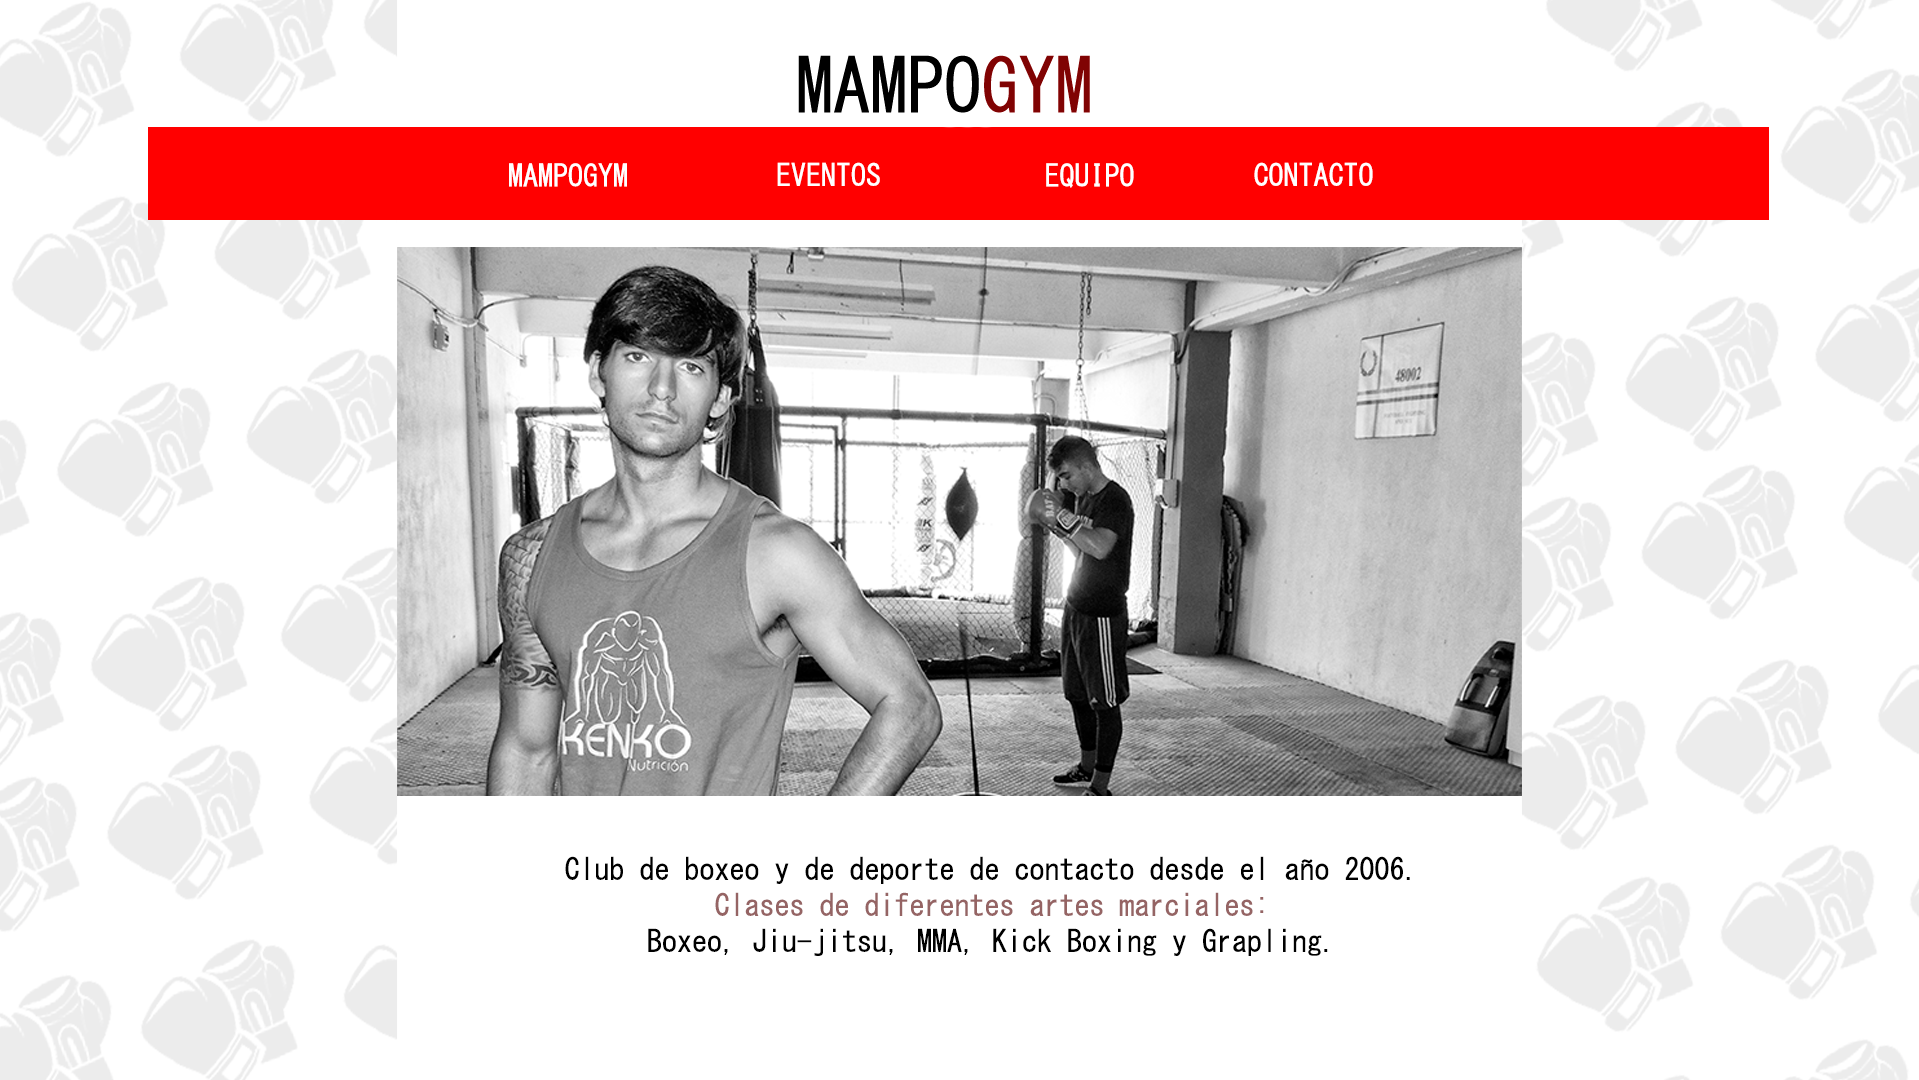 MAMPOGYM
MAMPOGYM EVENTOS EQUIPO CONTACTO
48002
KENKO
Nutrición
Club de boxeo y de deporte de contacto desde el año 2006.
Clases de diferentes artes marciales:
Boxeo, Jiu-jitsu, MMA, Kick Boxing y Grapling.